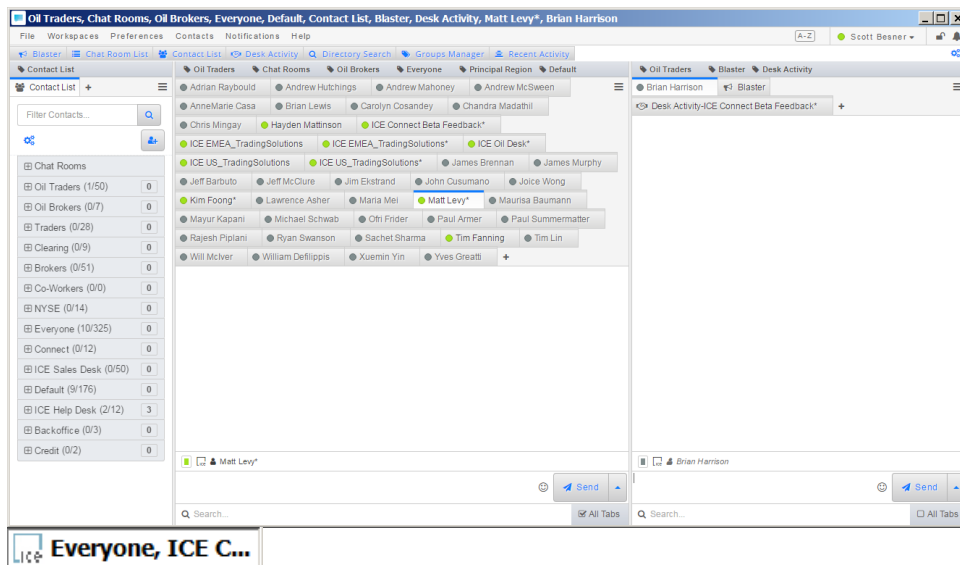 Oil Traders, Chat Rooms, Oil Brokers, Everyone, Default, Contact List, Blaster, Desk Activity, Matt Levy*, Brian Harrison
File Workspaces Preferences Contacts Notifications Help A-Z Scott Besner
Blaster Chat Room List Contact List Desk Activity Directory Search Groups Manager Recent Activity
Contact List
Contact List +
Filter Contacts...
Chat Rooms
Oil Traders (1/50) 0
Oil Brokers (0/7) 0
Traders (0/28) 0
Clearing (0/9) 0
Brokers (0/51) 0
Co-Workers (0/0) 0
NYSE (0/14) 0
Everyone (10/325) 0
Connect (0/12) 0
ICE Sales Desk (0/50) 0
Default (9/176) 0
ICE Help Desk (2/12) 3
Backoffice (0/3) 0
Credit (0/2) 0
Oil Traders Chat Rooms Oil Brokers Everyone Principal Region Default
Adrian Raybould Andrew Hutchings Andrew Mahoney Andrew McSween
AnneMarie Casa Brian Lewis Carolyn Cosandey Chandra Madathil
Chris Mingay Hayden Mattinson ICE Connect Beta Feedback*
ICE EMEA_TradingSolutions ICE EMEA_TradingSolutions* ICE Oil Desk*
ICE US_TradingSolutions ICE US_TradingSolutions* James Brennan James Murphy
Jeff Barbuto Jeff McClure Jim Ekstrand John Cusumano Joice Wong
Kim Foong* Lawrence Asher Maria Mei Matt Levy* Maurisa Baumann
Mayur Kapani Michael Schwab Ofri Frider Paul Armer Paul Summermatter
Rajesh Piplani Ryan Swanson Sachet Sharma Tim Fanning Tim Lin
Will McIver William Defilippis Xuemin Yin Yves Greatti +
ice Matt Levy*
Send
Search... All Tabs
Oil Traders Blaster Desk Activity
Brian Harrison Blaster
Desk Activity-ICE Connect Beta Feedback* +
ice Brian Harrison
Send
Search... All Tabs
ice Everyone, ICE C...